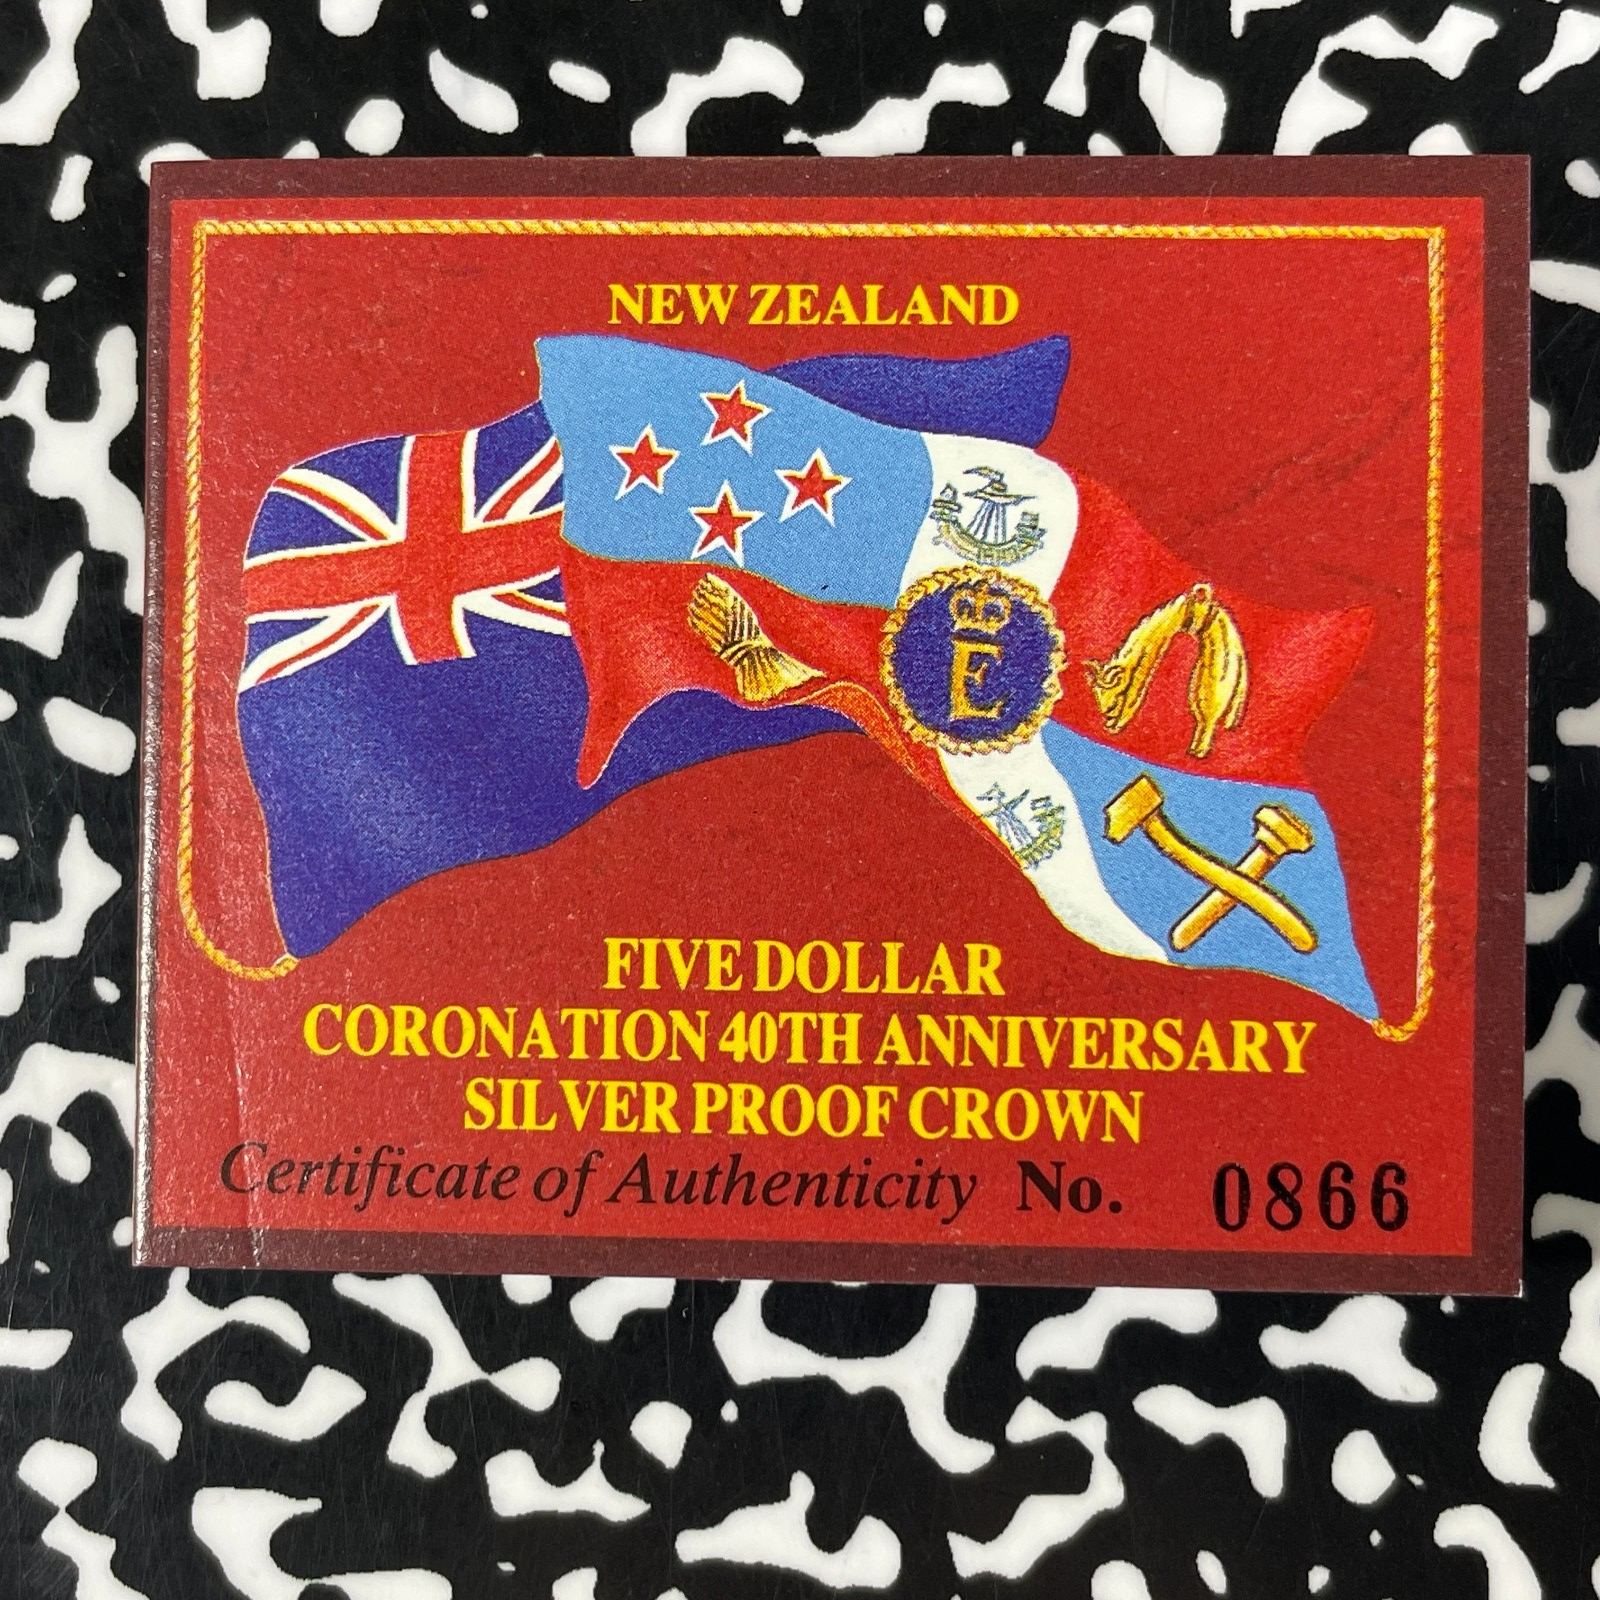 NEW ZEALAND
E
FIVE DOLLAR
CORONATION 40TH ANNIVERSARY
SILVER PROOF CROWN
Certificate of Authenticity No. 0866